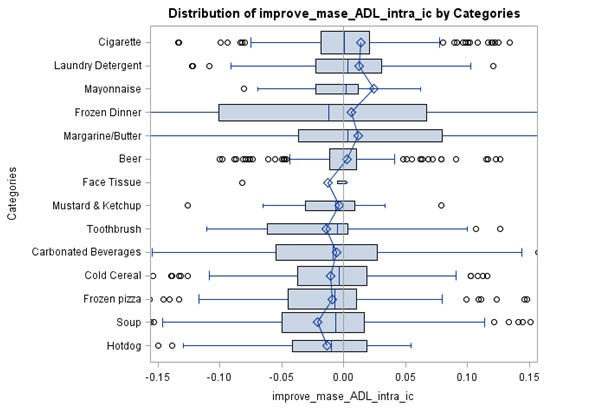 Distribution of improve_mase_ADL_intra_ic by Categories
Categories
Cigarette
Laundry Detergent
Mayonnaise
Frozen Dinner
Margarine/Butter
Beer
Face Tissue
Mustard & Ketchup
Toothbrush
Carbonated Beverages
Cold Cereal
Frozen pizza
Soup
Hotdog
-0.15 -0.10 -0.05 0.00 0.05 0.10 0.15
improve_mase_ADL_intra_ic